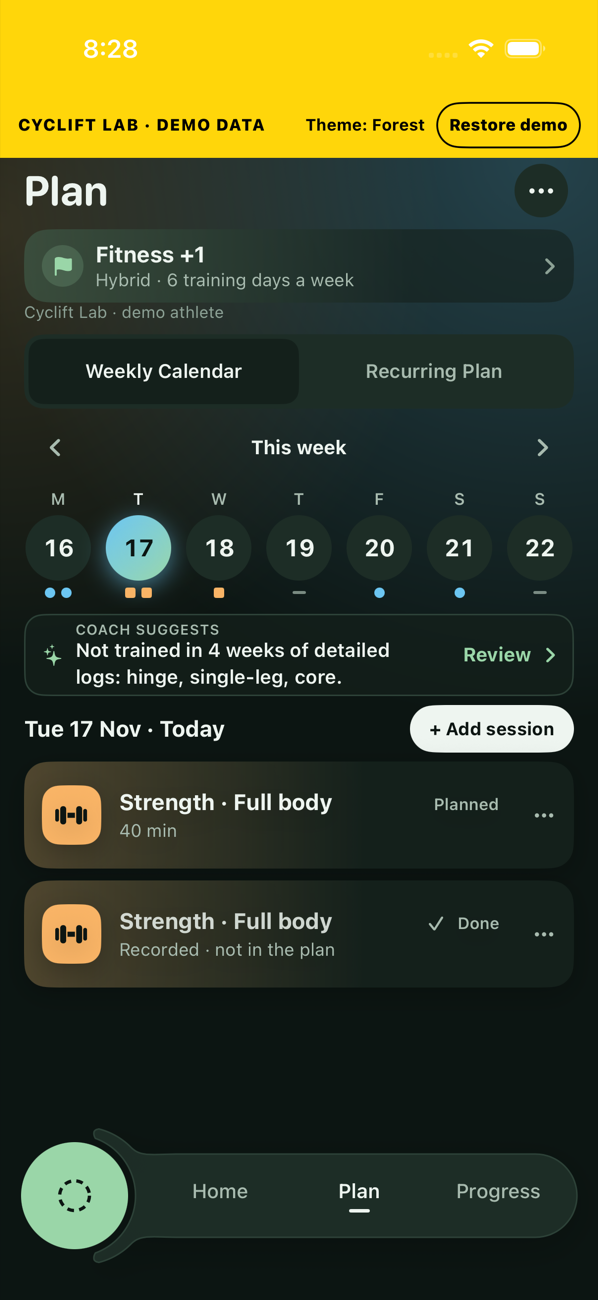 8:28
CYCLIFT LAB · DEMO DATA
Theme: Forest
Restore demo
Plan
Fitness +1
Hybrid · 6 training days a week
Cyclift Lab · demo athlete
Weekly Calendar
Recurring Plan
This week
M T W T F S S
16 17 18 19 20 21 22
COACH SUGGESTS
Not trained in 4 weeks of detailed
logs: hinge, single-leg, core.
Review
Tue 17 Nov · Today
+ Add session
Strength · Full body
Planned
40 min
Strength · Full body
Done
Recorded · not in the plan
Home
Plan
Progress